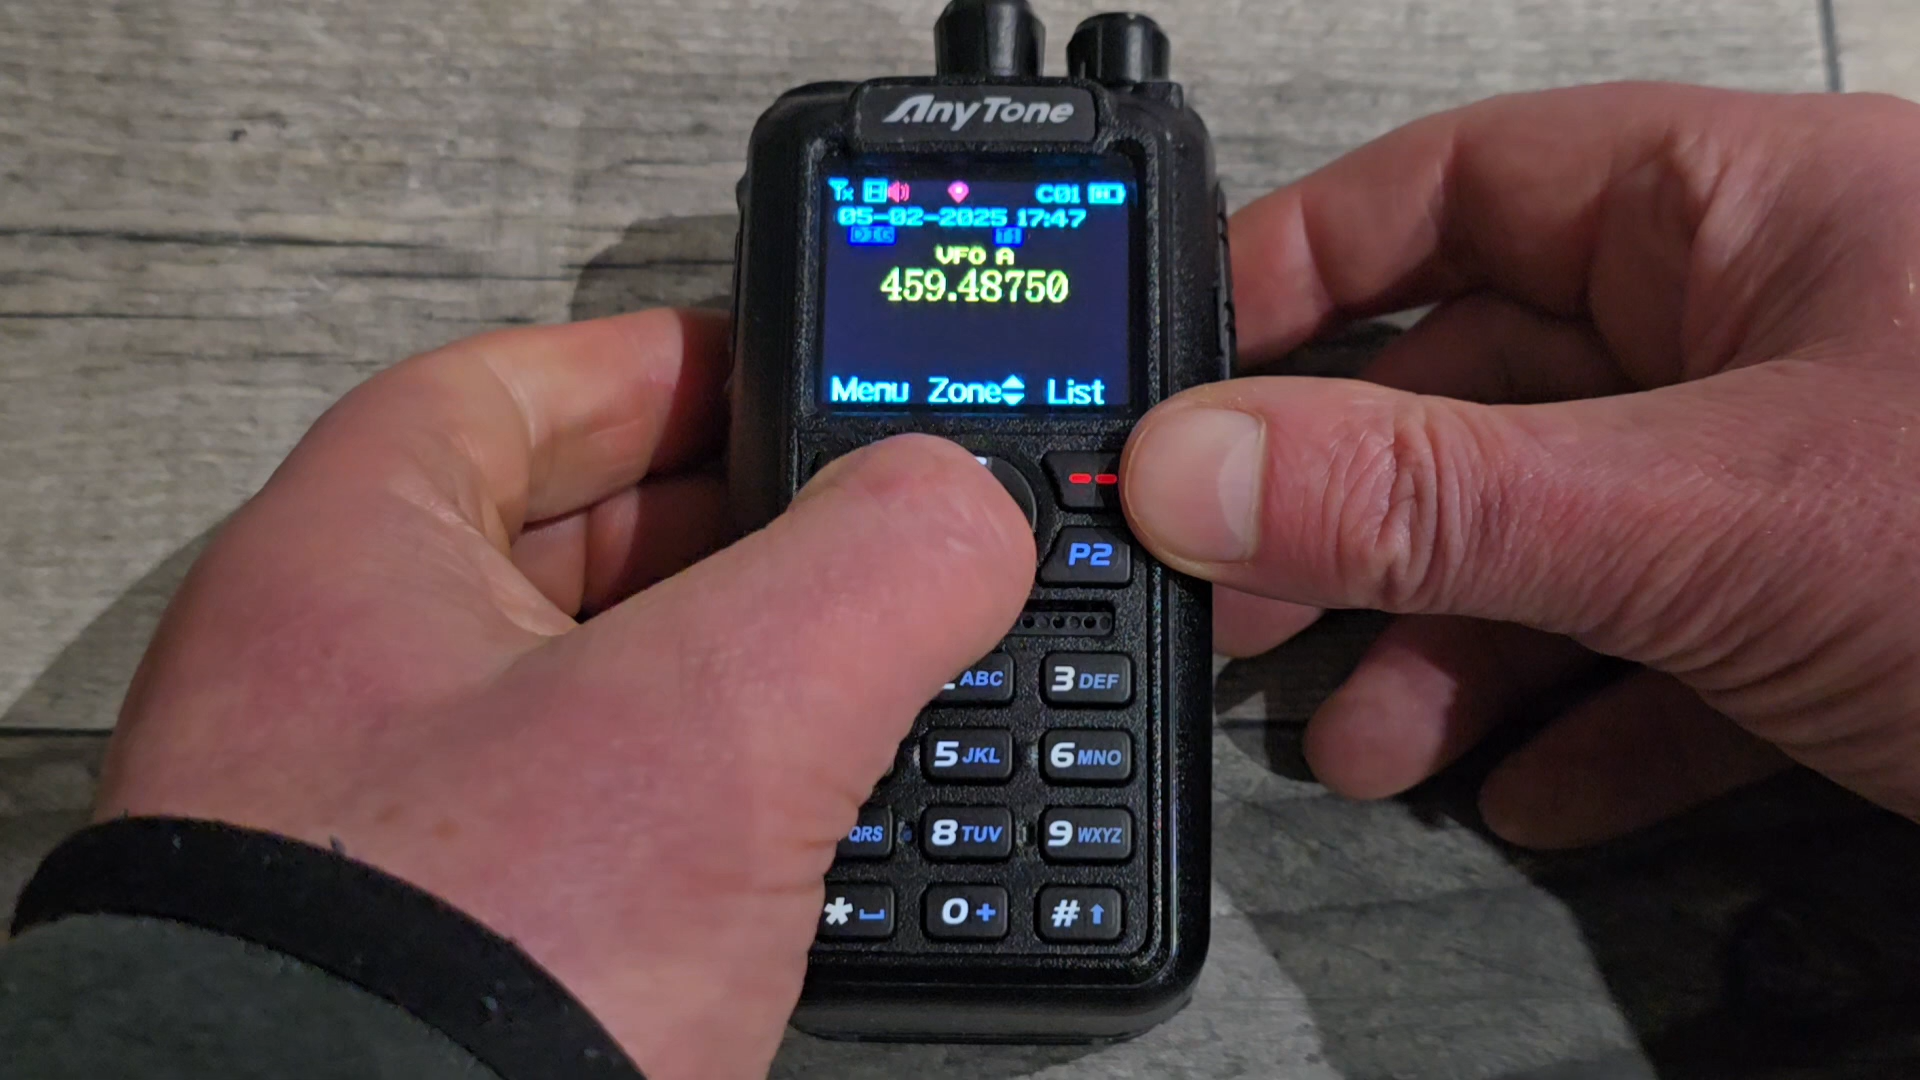 AnyTone
Tx C01
05-02-2025 17:47
VFO A
459.48750
Menu Zone List
P2
ABC 3 DEF
5 JKL 6 MNO
QRS 8 TUV 9 WXYZ
* 0 + #